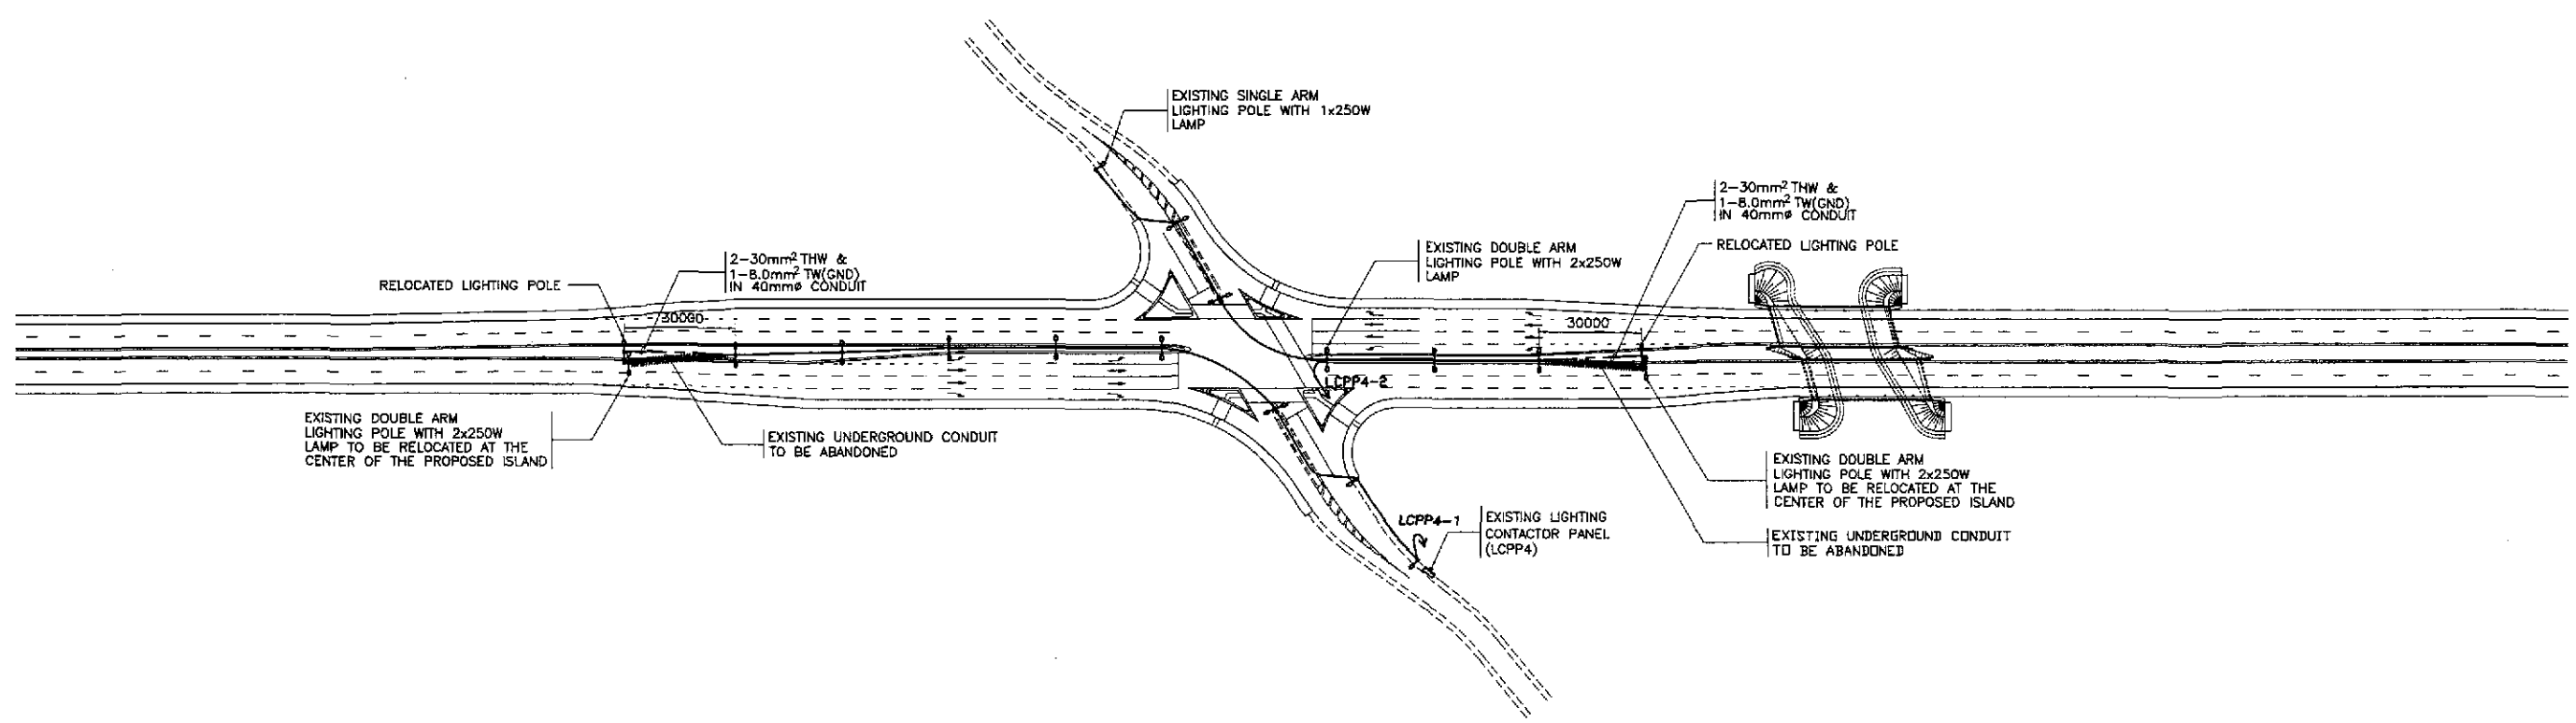 EXISTING SINGLE ARM
LIGHTING POLE WITH 1x250W
LAMP
2-30mm² THW &
1-8.0mm² TW(GND)
IN 40mmø CONDUIT
RELOCATED LIGHTING POLE
30000
EXISTING DOUBLE ARM
LIGHTING POLE WITH 2x250W
LAMP TO BE RELOCATED AT THE
CENTER OF THE PROPOSED ISLAND
EXISTING UNDERGROUND CONDUIT
TO BE ABANDONED
EXISTING DOUBLE ARM
LIGHTING POLE WITH 2x250W
LAMP
LCPP4-2
2-30mm² THW &
1-8.0mm² TW(GND)
IN 40mmø CONDUIT
RELOCATED LIGHTING POLE
30000
LCPP4-1
EXISTING LIGHTING
CONTACTOR PANEL
(LCPP4)
EXISTING DOUBLE ARM
LIGHTING POLE WITH 2x250W
LAMP TO BE RELOCATED AT THE
CENTER OF THE PROPOSED ISLAND
EXISTING UNDERGROUND CONDUIT
TO BE ABANDONED